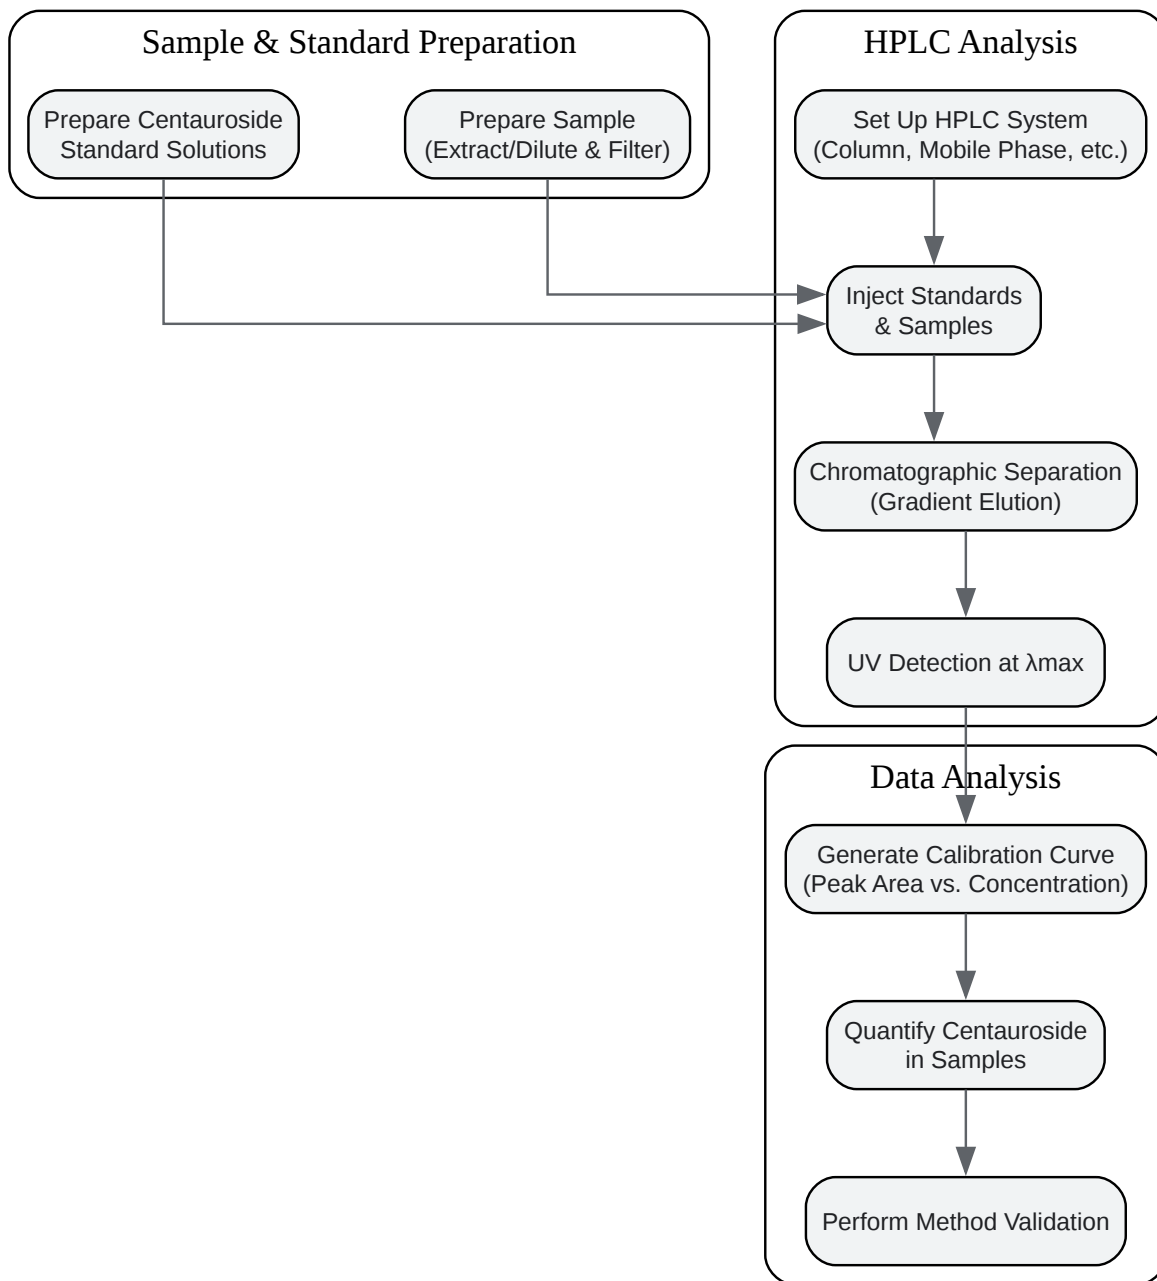 Sample & Standard Preparation
Prepare Centauroside
Standard Solutions
Prepare Sample
(Extract/Dilute & Filter)
HPLC Analysis
Set Up HPLC System
(Column, Mobile Phase, etc.)
Inject Standards
& Samples
Chromatographic Separation
(Gradient Elution)
UV Detection at λmax
Data Analysis
Generate Calibration Curve
(Peak Area vs. Concentration)
Quantify Centauroside
in Samples
Perform Method Validation